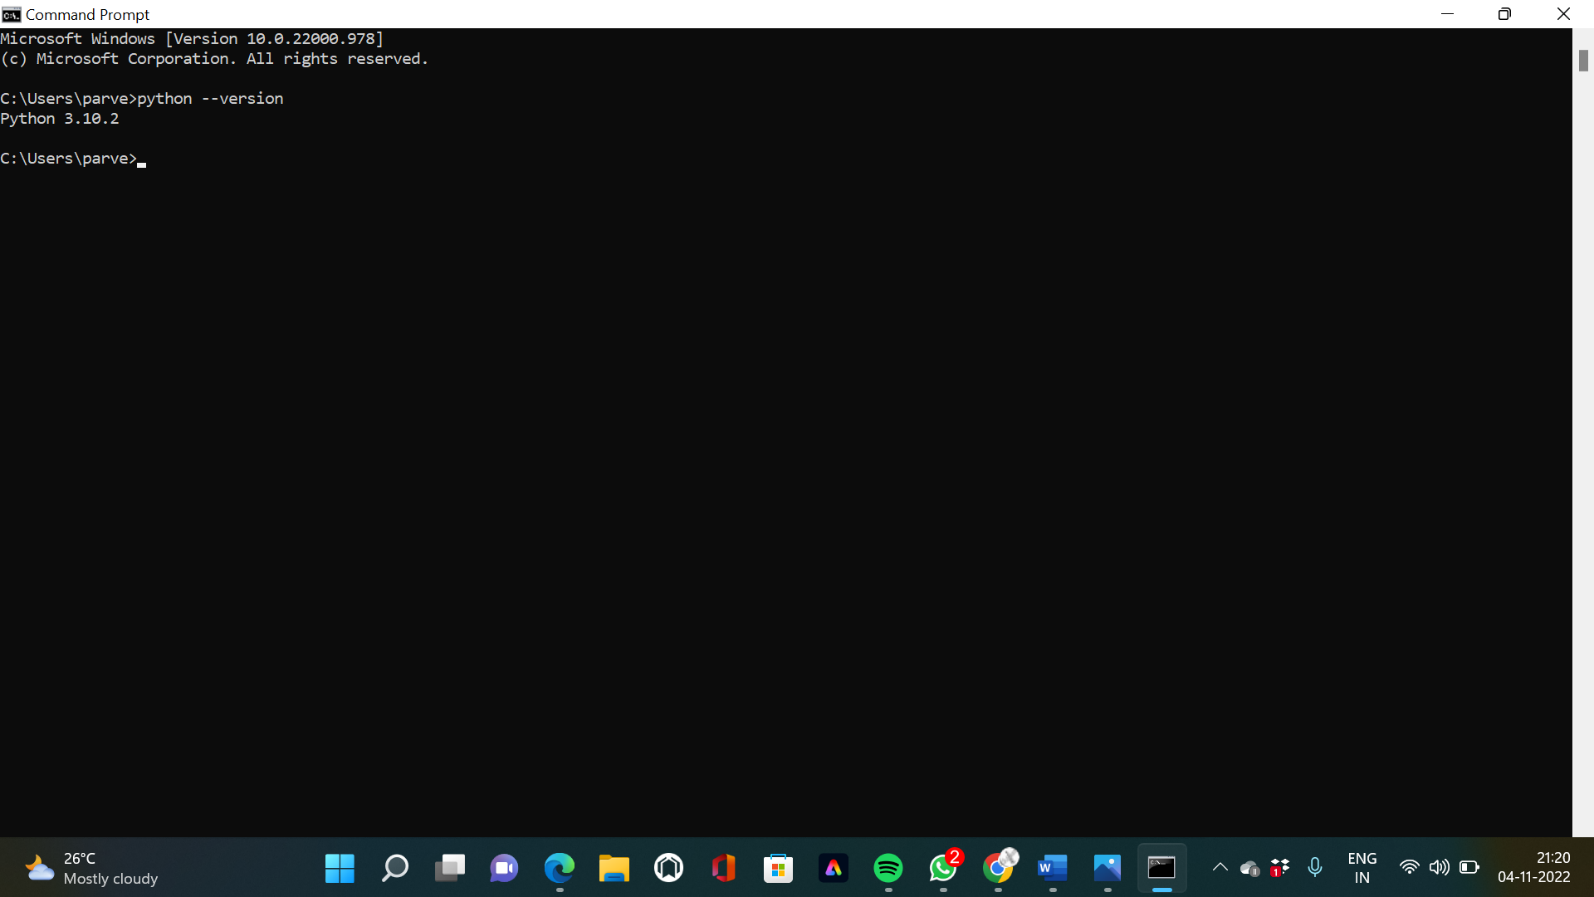 Command Prompt
Microsoft Windows [Version 10.0.22000.978]
(c) Microsoft Corporation. All rights reserved.
C:\Users\parve>python --version
Python 3.10.2
C:\Users\parve>
26°C
Mostly cloudy
2
W
1
ENG
IN
21:20
04-11-2022